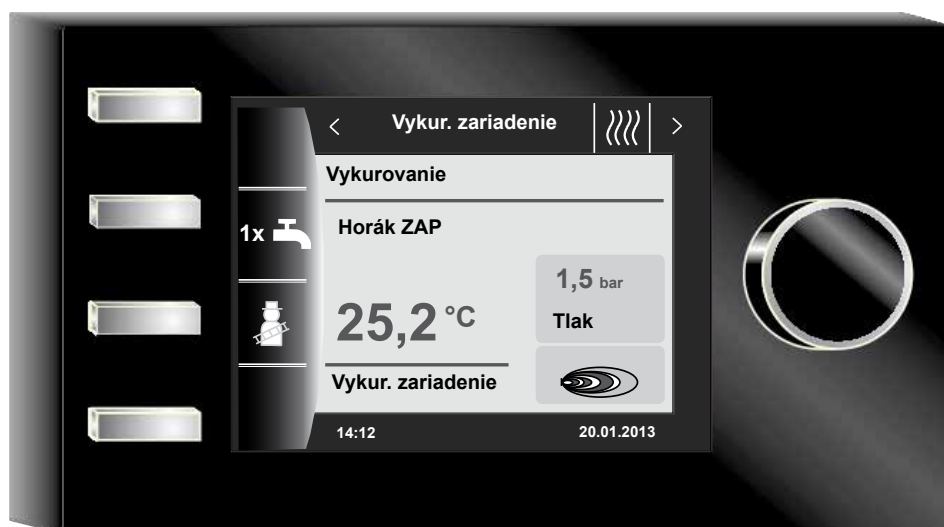 Vykur. zariadenie
Vykurovanie
1x
Horák ZAP
1,5 bar
25,2 °C
Tlak
Vykur. zariadenie
14:12 20.01.2013